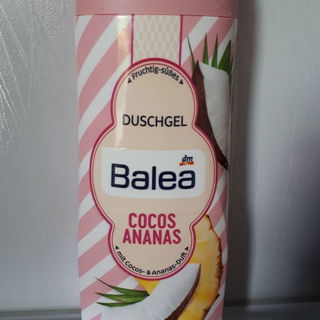 Fruchtig-süßes
DUSCHGEL
dm
Balea
COCOS
ANANAS
mit Cocos- & Ananas-Duft